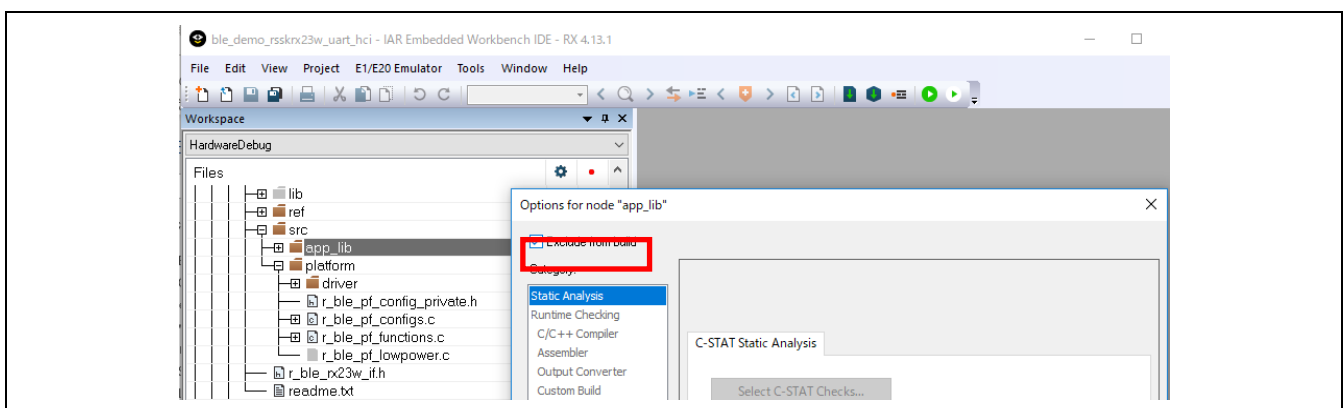 ble_demo_rsskrx23w_uart_hci - IAR Embedded Workbench IDE - RX 4.13.1
File Edit View Project E1/E20 Emulator Tools Window Help
Workspace
HardwareDebug
Files
lib
ref
src
app_lib
platform
driver
r_ble_pf_config_private.h
r_ble_pf_configs.c
r_ble_pf_functions.c
r_ble_pf_lowpower.c
r_ble_rx23w_if.h
readme.txt
Options for node "app_lib"
Exclude from build
Category:
Static Analysis
Runtime Checking
C/C++ Compiler
Assembler
Output Converter
Custom Build
C-STAT Static Analysis
Select C-STAT Checks...